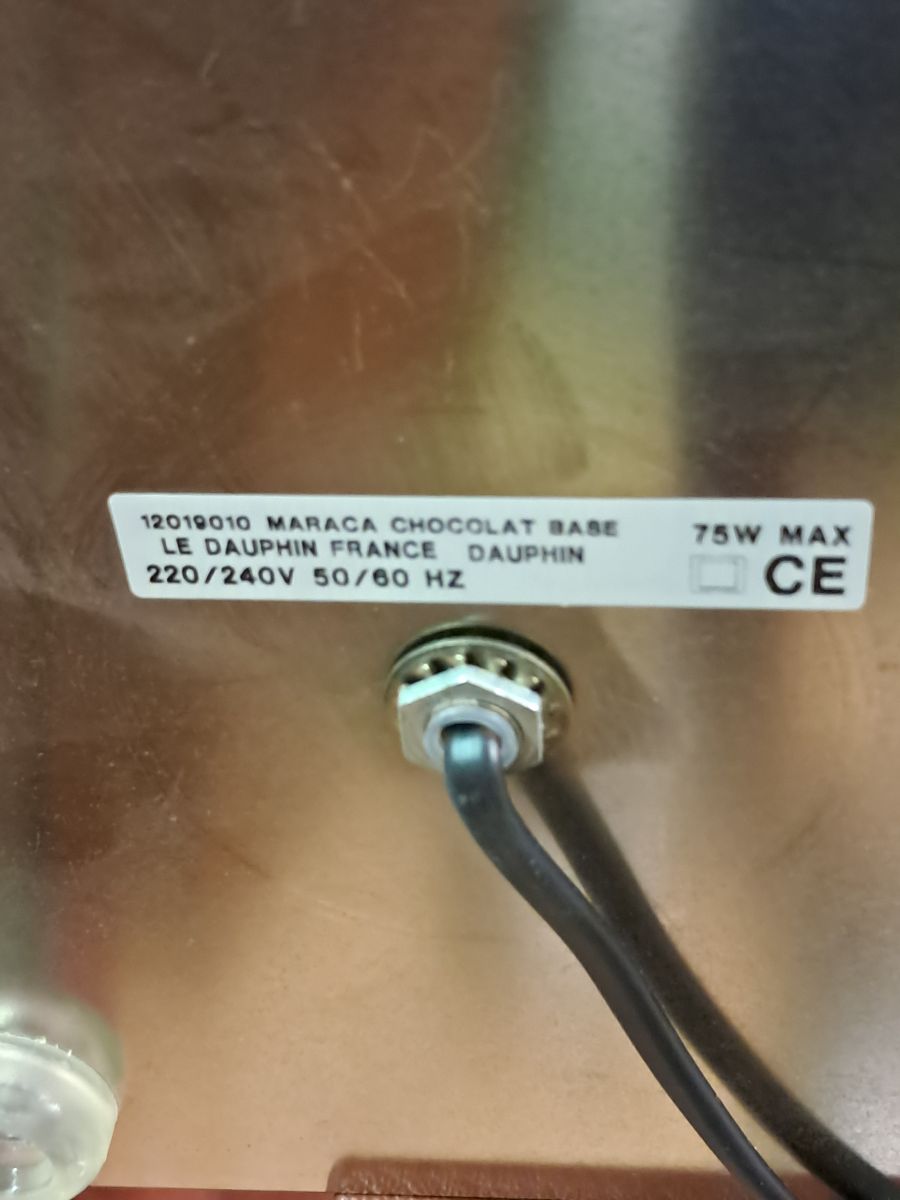 12019010 MARACA CHOCOLAT BASE
LE DAUPHIN FRANCE DAUPHIN
220/240V 50/60 HZ
75W MAX
CE